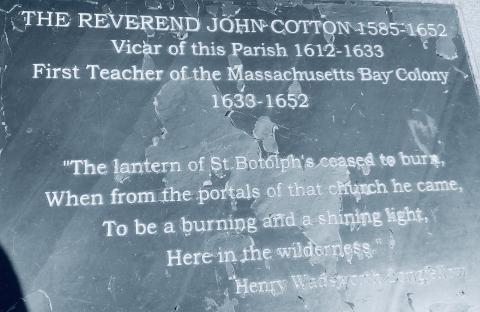 THE REVEREND JOHN COTTON 1585-1652
Vicar of this Parish 1612-1633
First Teacher of the Massachusetts Bay Colony
1633-1652
"The lantern of St.Botolph's ceased to burn,
When from the portals of that church he came,
To be a burning and a shining light,
Here in the wilderness."
"Henry Wadsworth Longfellow